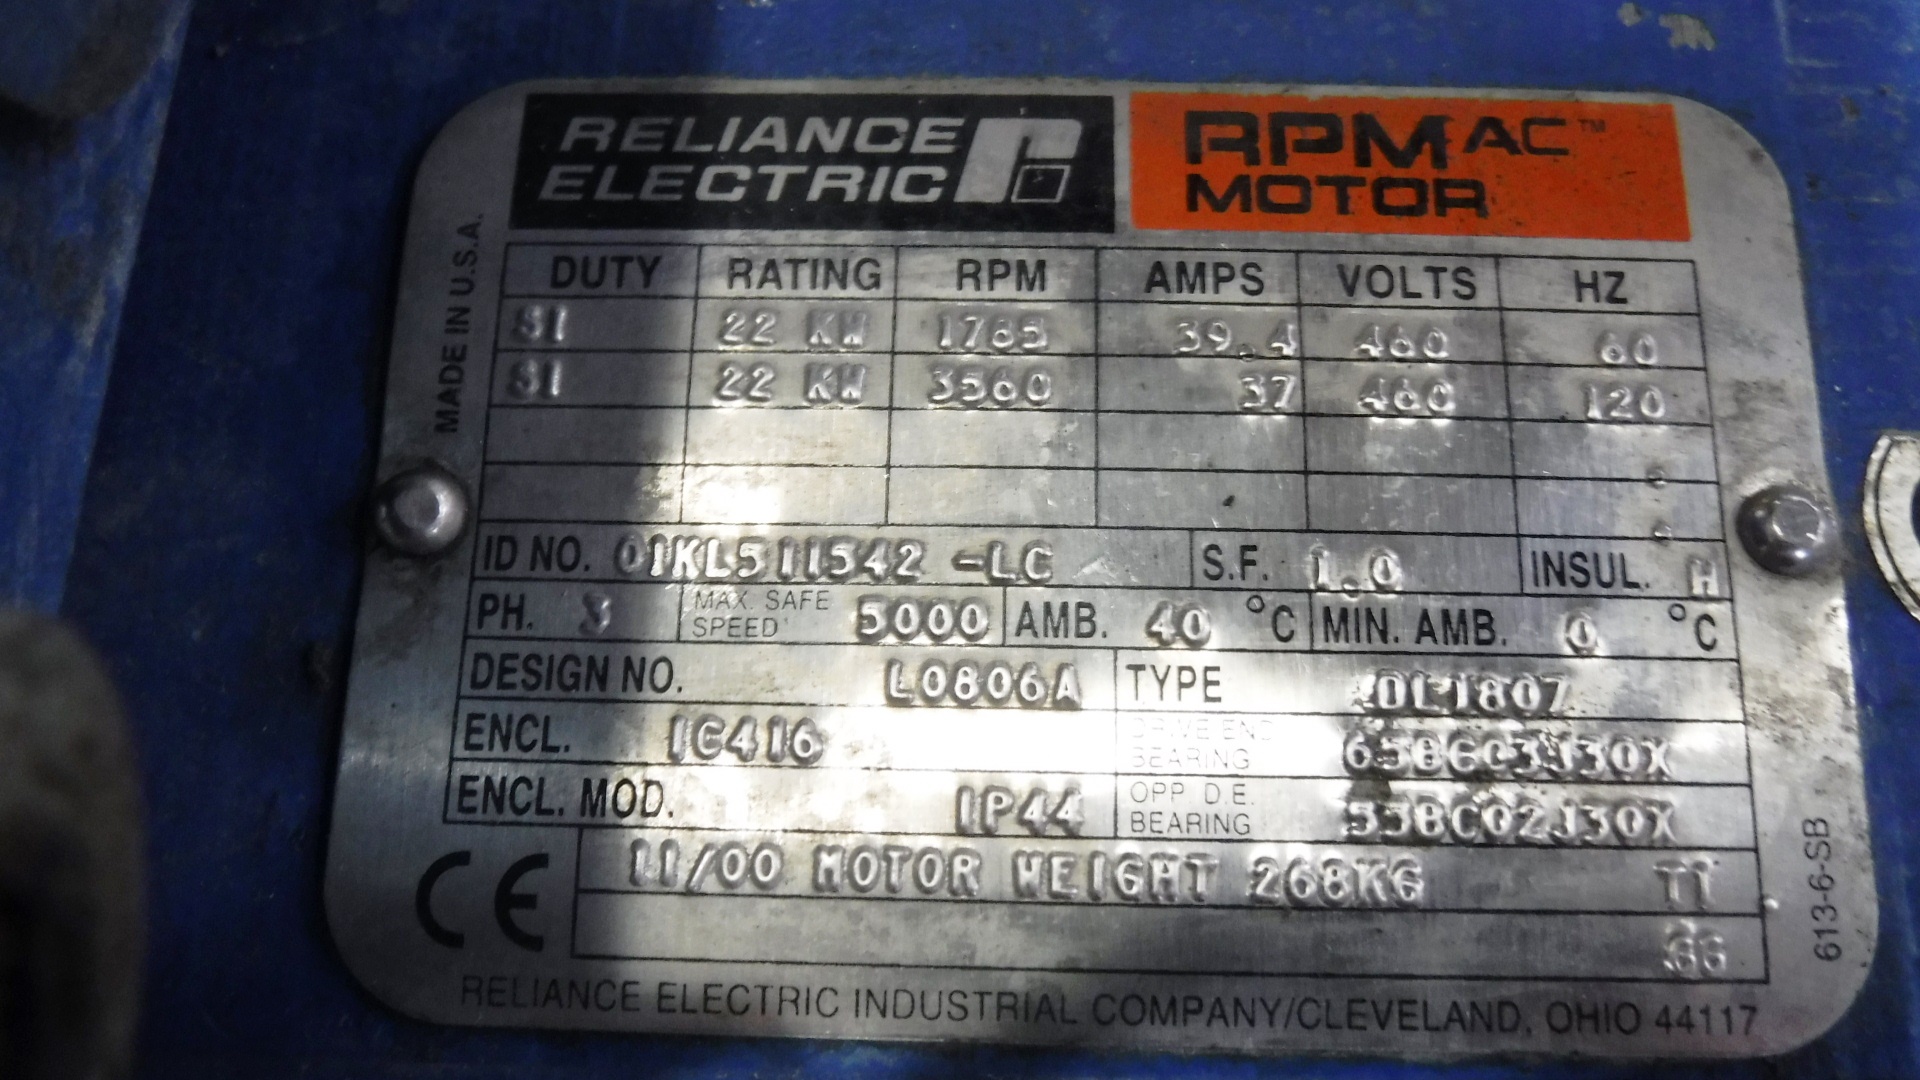 RELIANCE ELECTRIC
RPM AC™ MOTOR
MADE IN U.S.A.
DUTY RATING RPM AMPS VOLTS HZ
S1 22 KW 1765 39.4 460 60
S1 22 KW 3560 37 460 120
ID NO. 01KL511542 -LC S.F. 1.0 INSUL. H
PH. 3 MAX. SAFE SPEED 5000 AMB. 40 °C MIN. AMB. 0 °C
DESIGN NO. L0806A TYPE DL1807
ENCL. IC416 DRIVE END BEARING
ENCL. MOD. IP44 OPP D.E. BEARING 55BC02J30X
CE 11/00 MOTOR WEIGHT 268KG T1
GG
613-6-SB
RELIANCE ELECTRIC INDUSTRIAL COMPANY/CLEVELAND, OHIO 44117